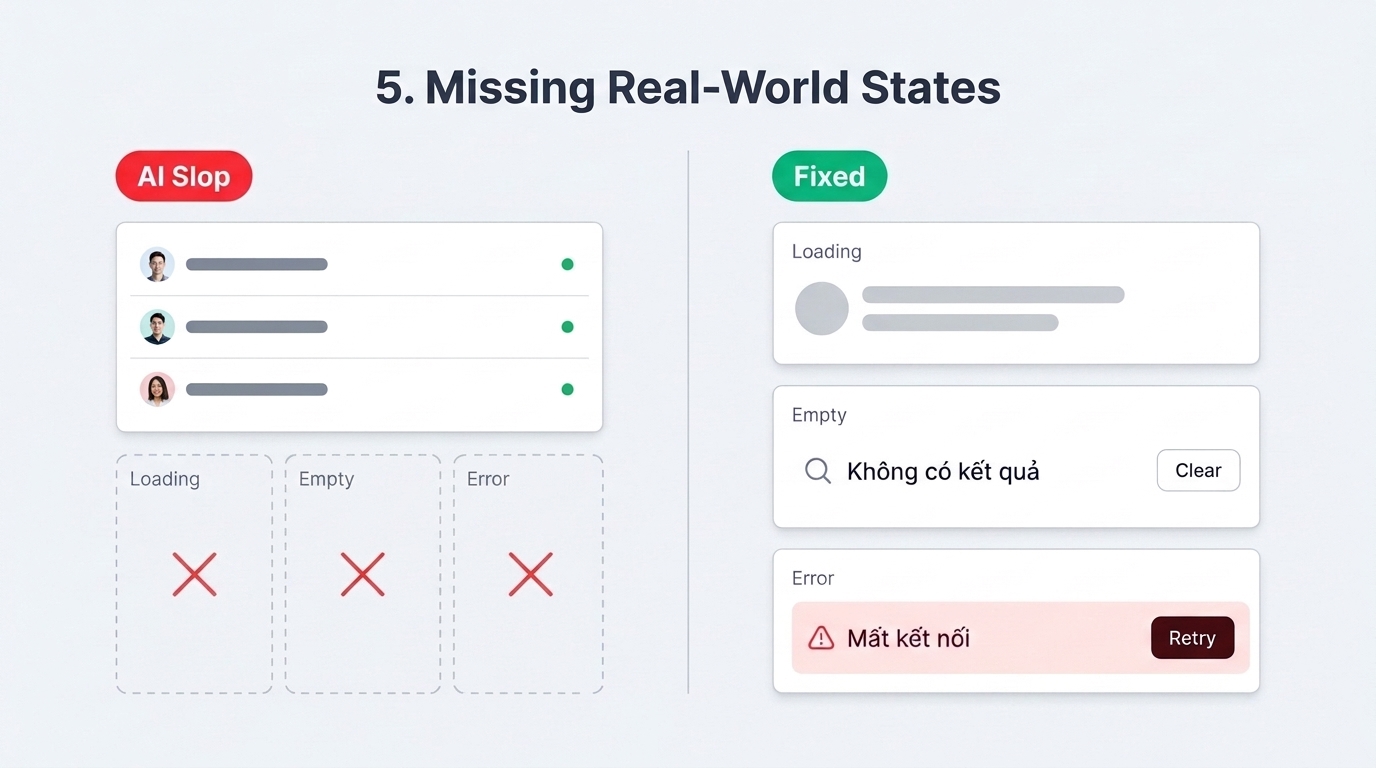 5. Missing Real-World States
AI Slop
Loading
Empty
Error
Fixed
Loading
Empty
Không có kết quả
Clear
Error
Mất kết nối
Retry